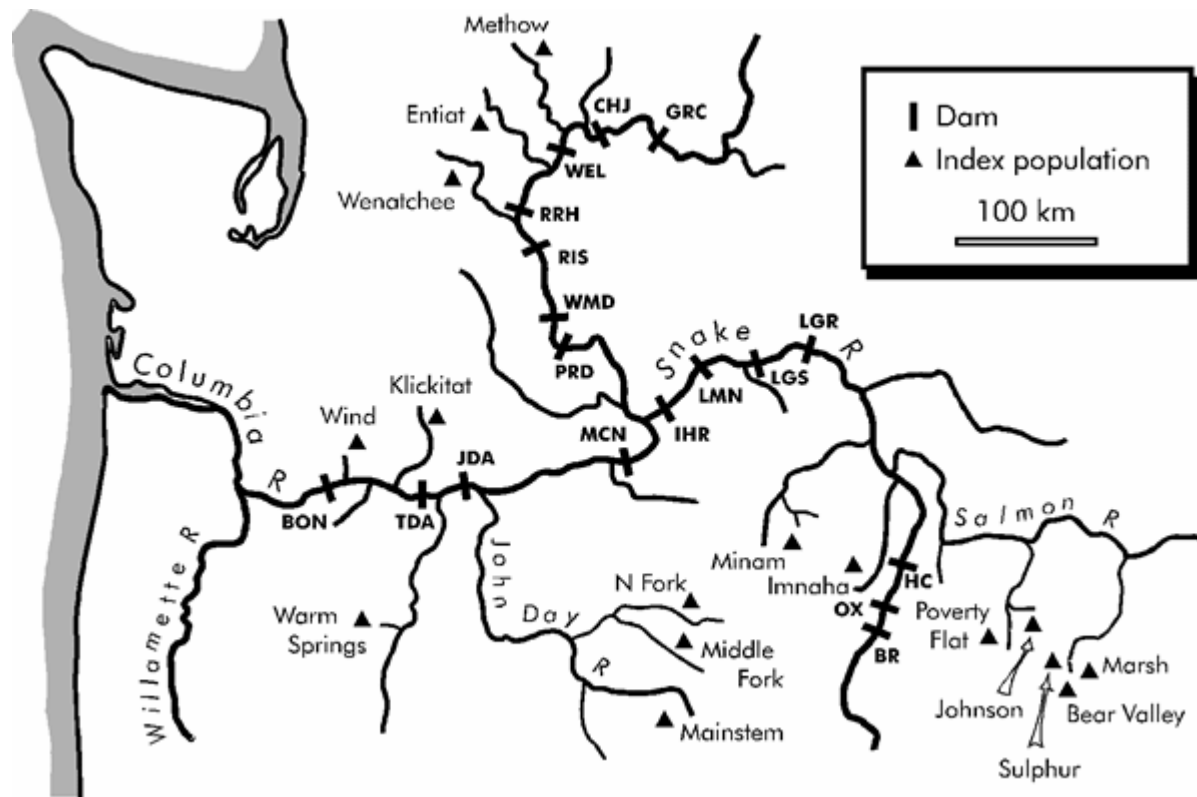 Methow
CHJ
GRC
Entiat
WEL
Wenatchee
RRH
RIS
WMD
PRD
Dam
Index population
100 km
Snake R
LGR
LGS
LMN
IHR
MCN
Columbia R
Klickitat
Wind
JDA
BON
TDA
Willamette R
Warm
Springs
John Day R
N Fork
Middle
Fork
Mainstem
Minam
Imnaha
Salmon R
HC
OX
BR
Poverty
Flat
Johnson
Marsh
Bear Valley
Sulphur